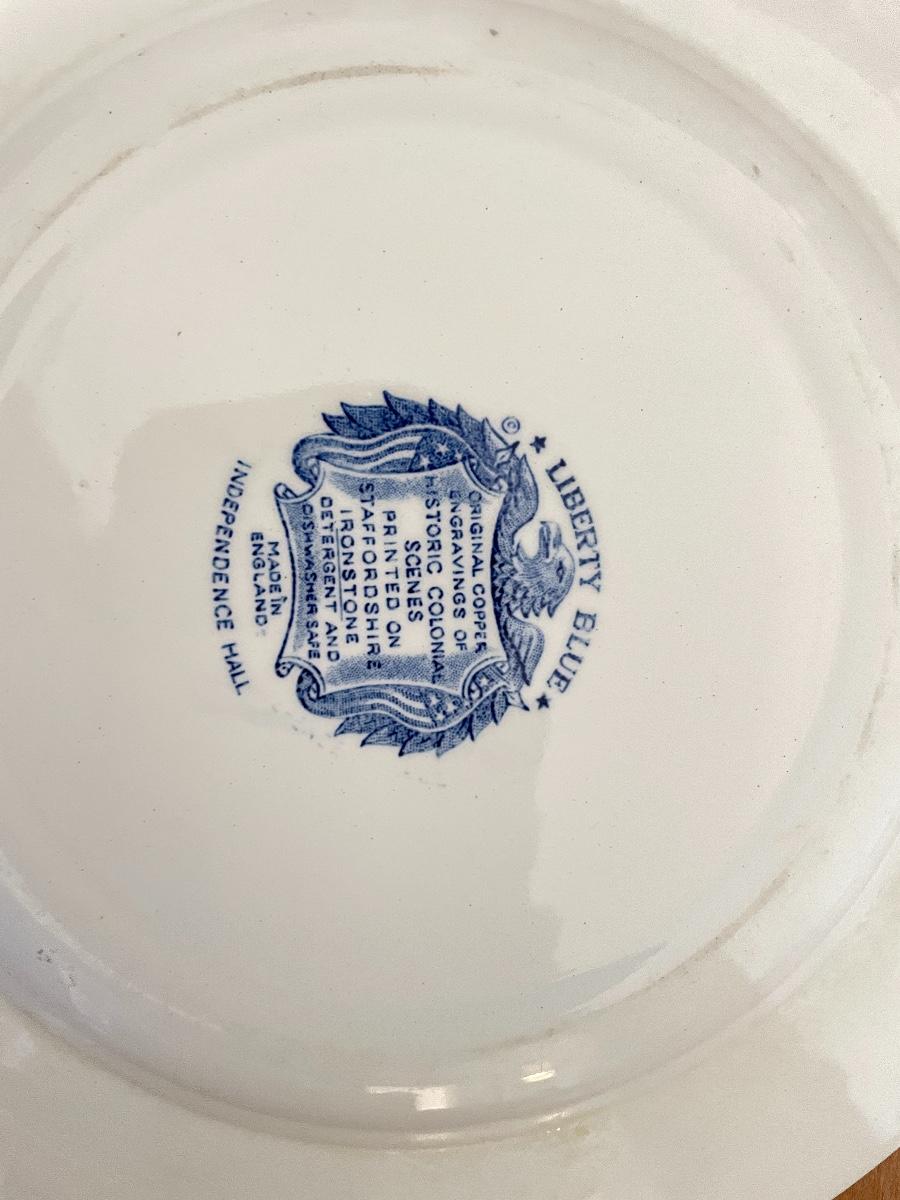 ©
★ LIBERTY BLUE ★
ORIGINAL COPPER
ENGRAVINGS OF
HISTORIC COLONIAL
SCENES
PRINTED ON
STAFFORDSHIRE
IRONSTONE
DETERGENT AND
DISHWASHER SAFE
MADE IN
ENGLAND
INDEPENDENCE HALL